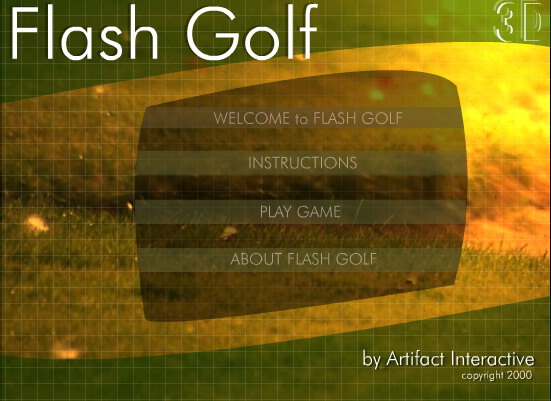 Flash Golf
3D
WELCOME to FLASH GOLF
INSTRUCTIONS
PLAY GAME
ABOUT FLASH GOLF
by Artifact Interactive
copyright 2000